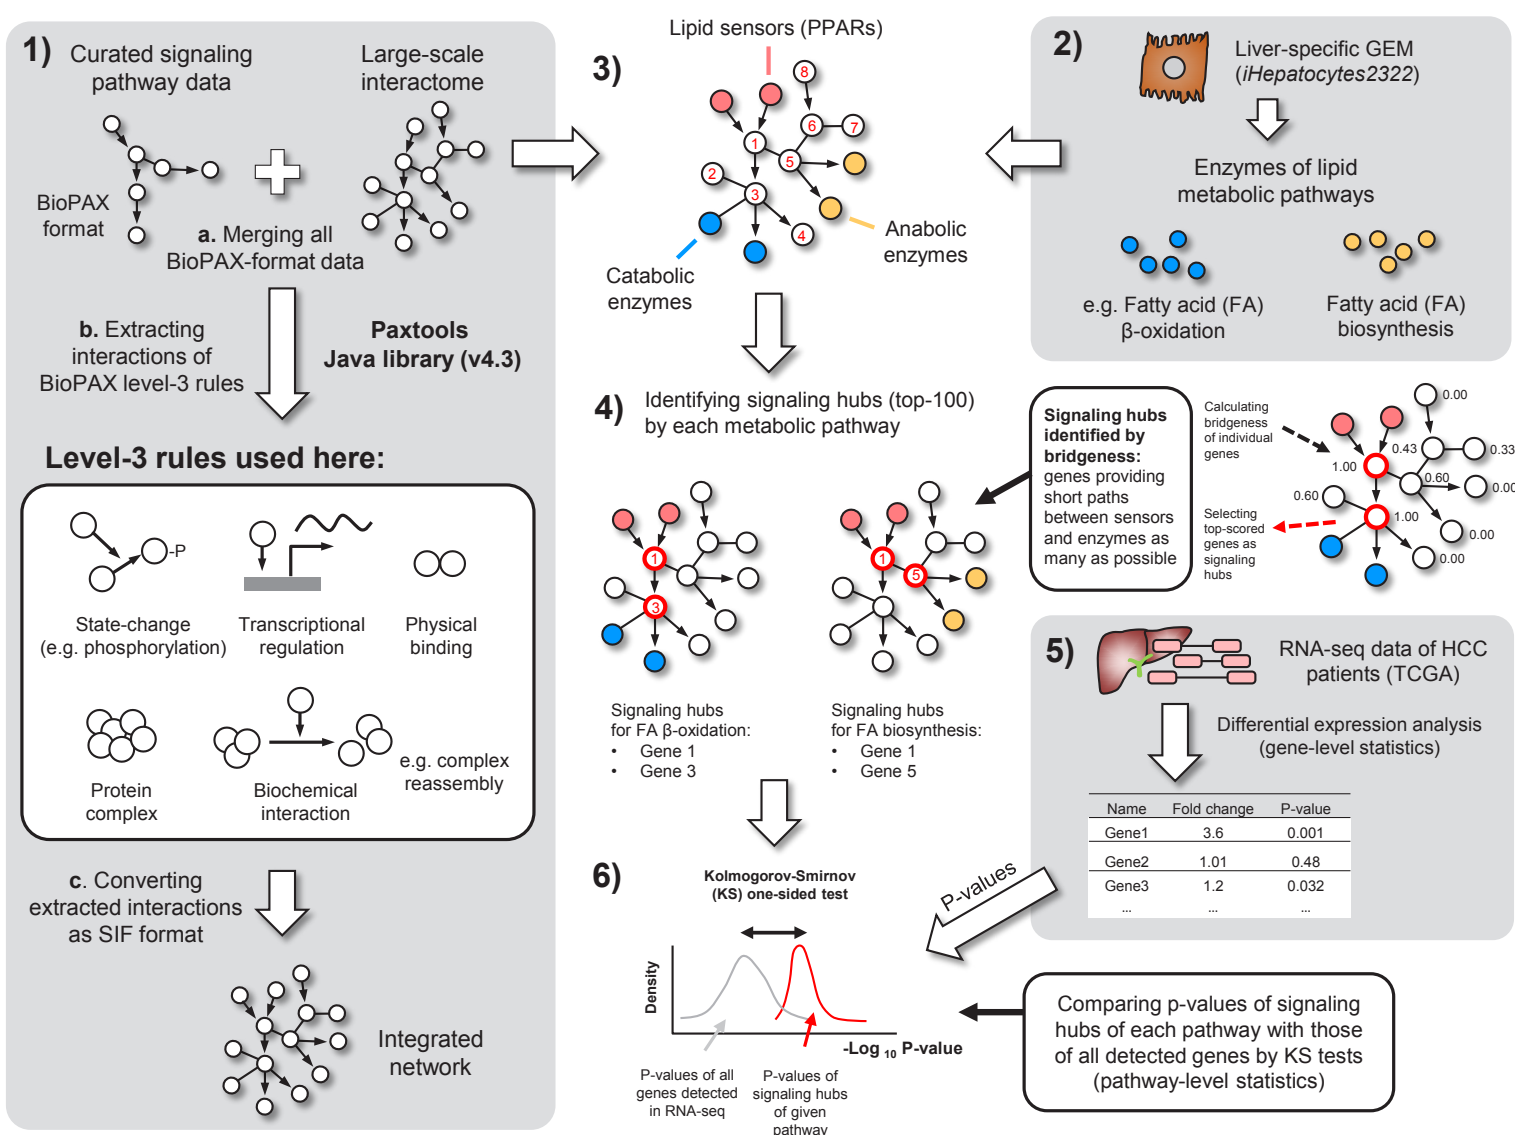 1)
Curated signaling
pathway data
Large-scale
interactome
BioPAX
format
a. Merging all
BioPAX-format data
b. Extracting
interactions of
BioPAX level-3 rules
Paxtools
Java library (v4.3)
Level-3 rules used here:
-P
State-change
(e.g. phosphorylation)
Transcriptional
regulation
Physical
binding
Protein
complex
Biochemical
interaction
e.g. complex
reassembly
c. Converting
extracted interactions
as SIF format
Integrated
network
2)
Liver-specific GEM
(iHepatocytes2322)
Enzymes of lipid
metabolic pathways
e.g. Fatty acid (FA)
β-oxidation
Fatty acid (FA)
biosynthesis
3)
Lipid sensors (PPARs)
8
6
7
1
5
2
3
4
Anabolic
enzymes
Catabolic
enzymes
4)
Identifying signaling hubs (top-100)
by each metabolic pathway
1
3
1
5
Signaling hubs
for FA β-oxidation:
• Gene 1
• Gene 3
Signaling hubs
for FA biosynthesis:
• Gene 1
• Gene 5
Signaling hubs
identified by
bridgeness:
genes providing
short paths
between sensors
and enzymes as
many as possible
Calculating
bridgeness
of individual
genes
Selecting
top-scored
genes as
signaling
hubs
0.00
0.43
0.33
1.00
0.60
0.00
0.60
1.00
0.00
0.00
5)
RNA-seq data of HCC
patients (TCGA)
Differential expression analysis
(gene-level statistics)
Name Fold change P-value
Gene1 3.6 0.001
Gene2 1.01 0.48
Gene3 1.2 0.032
... ... ...
P-values
6)
Kolmogorov-Smirnov
(KS) one-sided test
Density
-Log 10 P-value
P-values of all
genes detected
in RNA-seq
P-values of
signaling hubs
of given
pathway
Comparing p-values of signaling
hubs of each pathway with those
of all detected genes by KS tests
(pathway-level statistics)